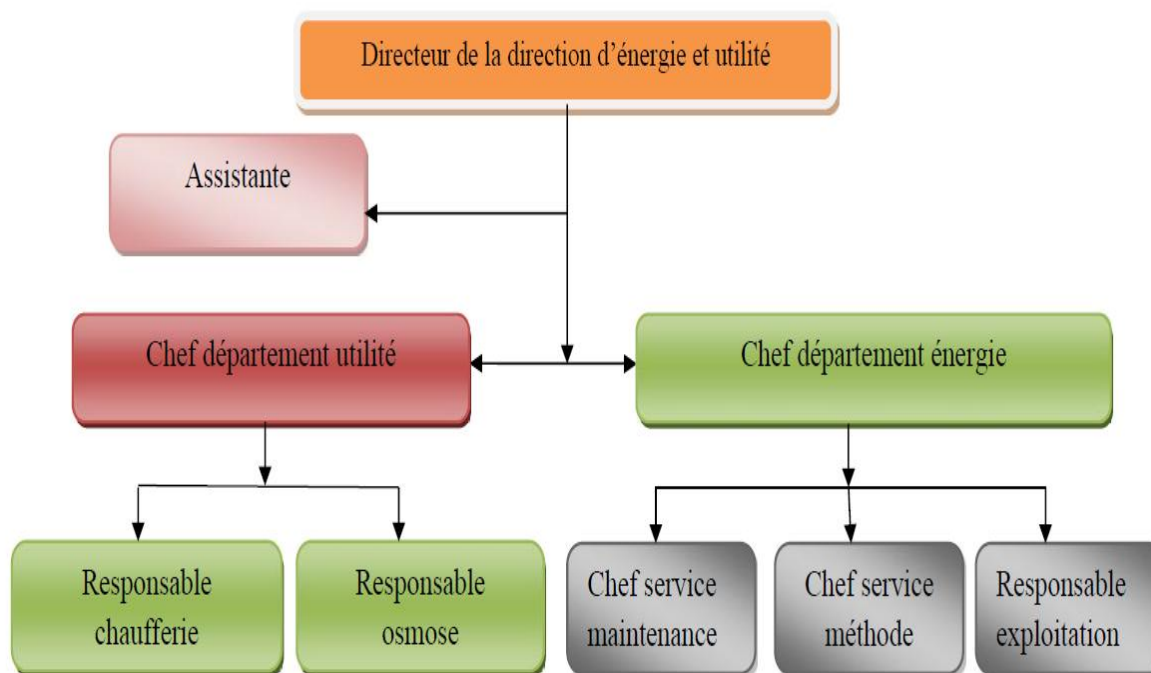 Directeur de la direction d’énergie et utilité
Assistante
Chef département utilité
Chef département énergie
Responsable
chaufferie
Responsable
osmose
Chef service
maintenance
Chef service
méthode
Responsable
exploitation